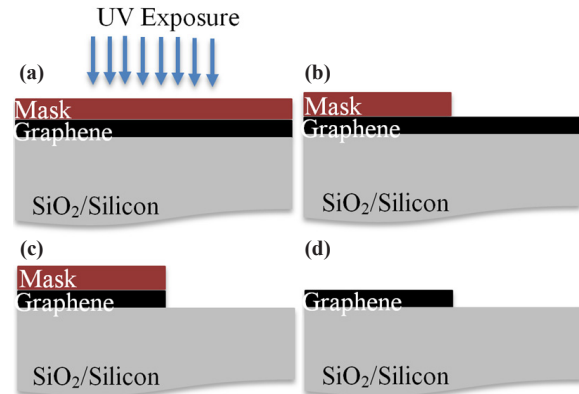 UV Exposure
(a)
Mask
Graphene
SiO₂/Silicon
(b)
Mask
Graphene
SiO₂/Silicon
(c)
Mask
Graphene
SiO₂/Silicon
(d)
Graphene
SiO₂/Silicon